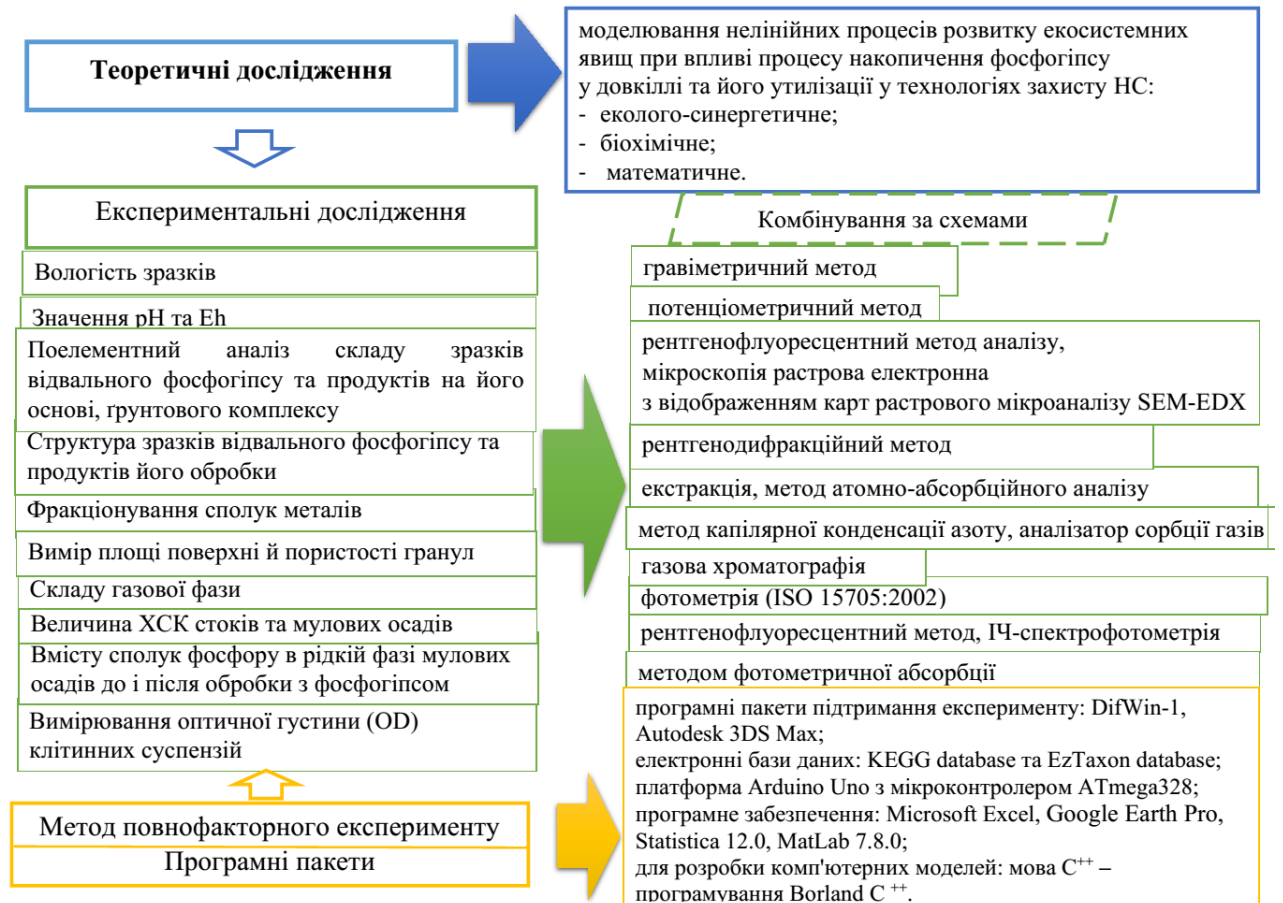 Теоретичні дослідження
моделювання нелінійних процесів розвитку екосистемних
явищ при впливі процесу накопичення фосфогіпсу
у довкіллі та його утилізації у технологіях захисту НС:
- еколого-синергетичне;
- біохімічне;
- математичне.
Експериментальні дослідження
Комбінування за схемами
Вологість зразків
Значення pH та Eh
Поелементний аналіз складу зразків
відвального фосфогіпсу та продуктів на його
основі, ґрунтового комплексу
Структура зразків відвального фосфогіпсу та
продуктів його обробки
Фракціонування сполук металів
Вимір площі поверхні й пористості гранул
Складу газової фази
Величина ХСК стоків та мулових осадів
Вмісту сполук фосфору в рідкій фазі мулових
осадів до і після обробки з фосфогіпсом
Вимірювання оптичної густини (OD)
клітинних суспензій
гравіметричний метод
потенціометричний метод
рентгенофлуоресцентний метод аналізу,
мікроскопія растрова електронна
з відображенням карт растрового мікроаналізу SEM-EDX
рентгенодифракційний метод
екстракція, метод атомно-абсорбційного аналізу
метод капілярної конденсації азоту, аналізатор сорбції газів
газова хроматографія
фотометрія (ISO 15705:2002)
рентгенофлуоресцентний метод, ІЧ-спектрофотометрія
методом фотометричної абсорбції
Метод повнофакторного експерименту
Програмні пакети
програмні пакети підтримання експерименту: DifWin-1,
Autodesk 3DS Max;
електронні бази даних: KEGG database та EzTaxon database;
платформа Arduino Uno з мікроконтролером ATmega328;
програмне забезпечення: Microsoft Excel, Google Earth Pro,
Statistica 12.0, MatLab 7.8.0;
для розробки комп'ютерних моделей: мова C⁺⁺ –
програмування Borland C ⁺⁺.